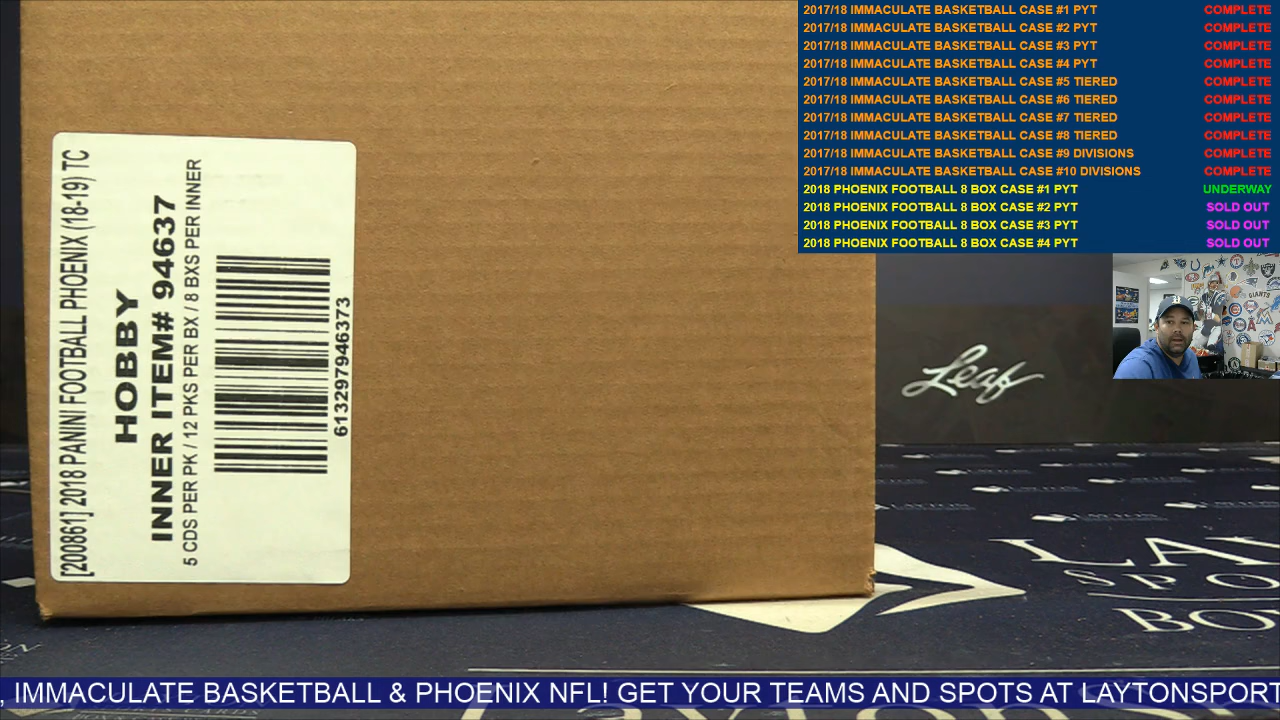 2017/18 IMMACULATE BASKETBALL CASE #1 PYT COMPLETE
2017/18 IMMACULATE BASKETBALL CASE #2 PYT COMPLETE
2017/18 IMMACULATE BASKETBALL CASE #3 PYT COMPLETE
2017/18 IMMACULATE BASKETBALL CASE #4 PYT COMPLETE
2017/18 IMMACULATE BASKETBALL CASE #5 TIERED COMPLETE
2017/18 IMMACULATE BASKETBALL CASE #6 TIERED COMPLETE
2017/18 IMMACULATE BASKETBALL CASE #7 TIERED COMPLETE
2017/18 IMMACULATE BASKETBALL CASE #8 TIERED COMPLETE
2017/18 IMMACULATE BASKETBALL CASE #9 DIVISIONS COMPLETE
2017/18 IMMACULATE BASKETBALL CASE #10 DIVISIONS COMPLETE
2018 PHOENIX FOOTBALL 8 BOX CASE #1 PYT UNDERWAY
2018 PHOENIX FOOTBALL 8 BOX CASE #2 PYT SOLD OUT
2018 PHOENIX FOOTBALL 8 BOX CASE #3 PYT SOLD OUT
2018 PHOENIX FOOTBALL 8 BOX CASE #4 PYT SOLD OUT
[200861] 2018 PANINI FOOTBALL PHOENIX (18-19) TC
HOBBY
INNER ITEM# 94637
5 CDS PER PK / 12 PKS PER BX / 8 BXS PER INNER
613297946373
Leaf
GIANTS
LAY
SPO
BOX
, IMMACULATE BASKETBALL & PHOENIX NFL! GET YOUR TEAMS AND SPOTS AT LAYTONSPORT